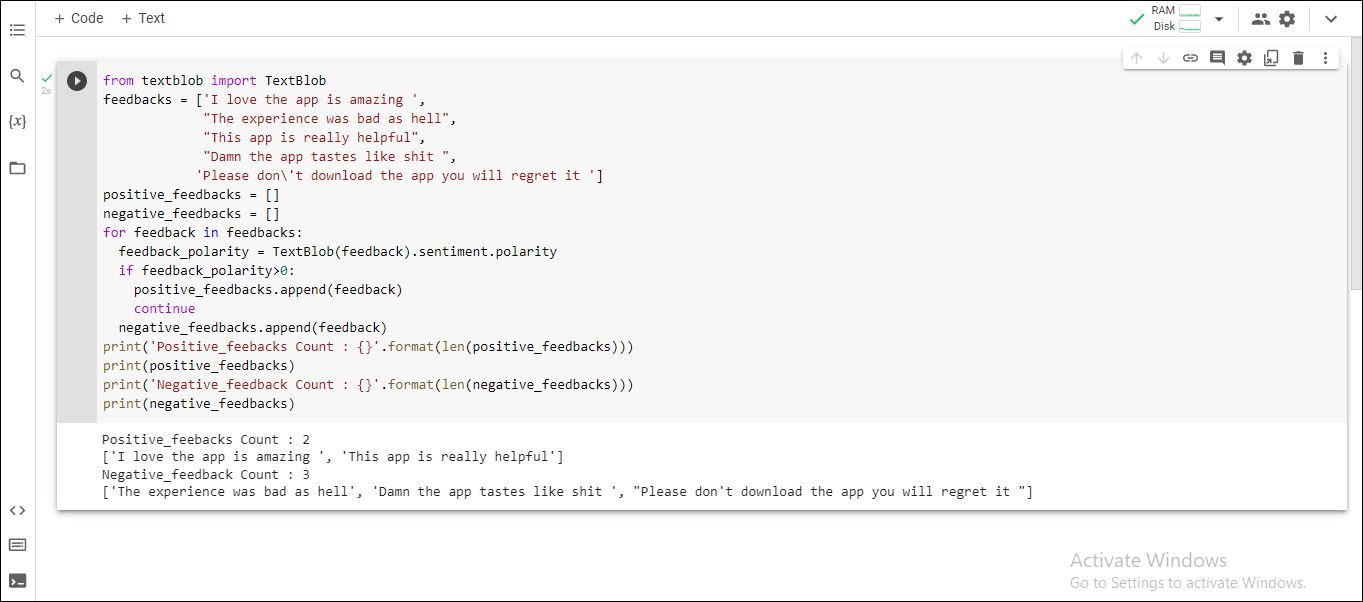 + Code + Text
RAM
Disk
{x}
2s
from textblob import TextBlob
feedbacks = ['I love the app is amazing ',
             "The experience was bad as hell",
             "This app is really helpful",
             "Damn the app tastes like shit ",
            'Please don\'t download the app you will regret it ']
positive_feedbacks = []
negative_feedbacks = []
for feedback in feedbacks:
  feedback_polarity = TextBlob(feedback).sentiment.polarity
  if feedback_polarity>0:
    positive_feedbacks.append(feedback)
    continue
  negative_feedbacks.append(feedback)
print('Positive_feebacks Count : {}'.format(len(positive_feedbacks)))
print(positive_feedbacks)
print('Negative_feedback Count : {}'.format(len(negative_feedbacks)))
print(negative_feedbacks)
Positive_feebacks Count : 2
['I love the app is amazing ', 'This app is really helpful']
Negative_feedback Count : 3
['The experience was bad as hell', 'Damn the app tastes like shit ', "Please don't download the app you will regret it "]
Activate Windows
Go to Settings to activate Windows.